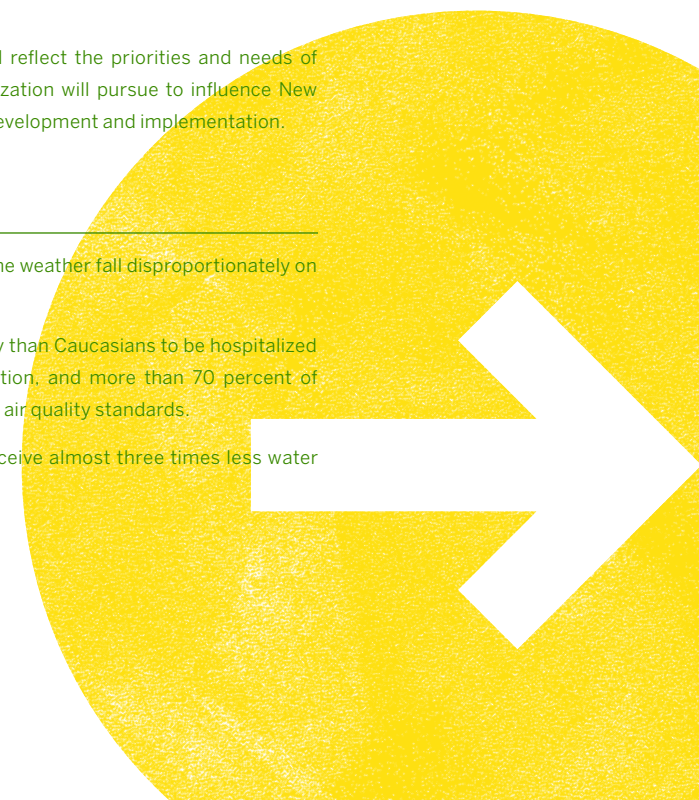 reflect the priorities and needs of
zation will pursue to influence New
evelopment and implementation.
ne weather fall disproportionately on
than Caucasians to be hospitalized
tion, and more than 70 percent of
air quality standards.
ceive almost three times less water